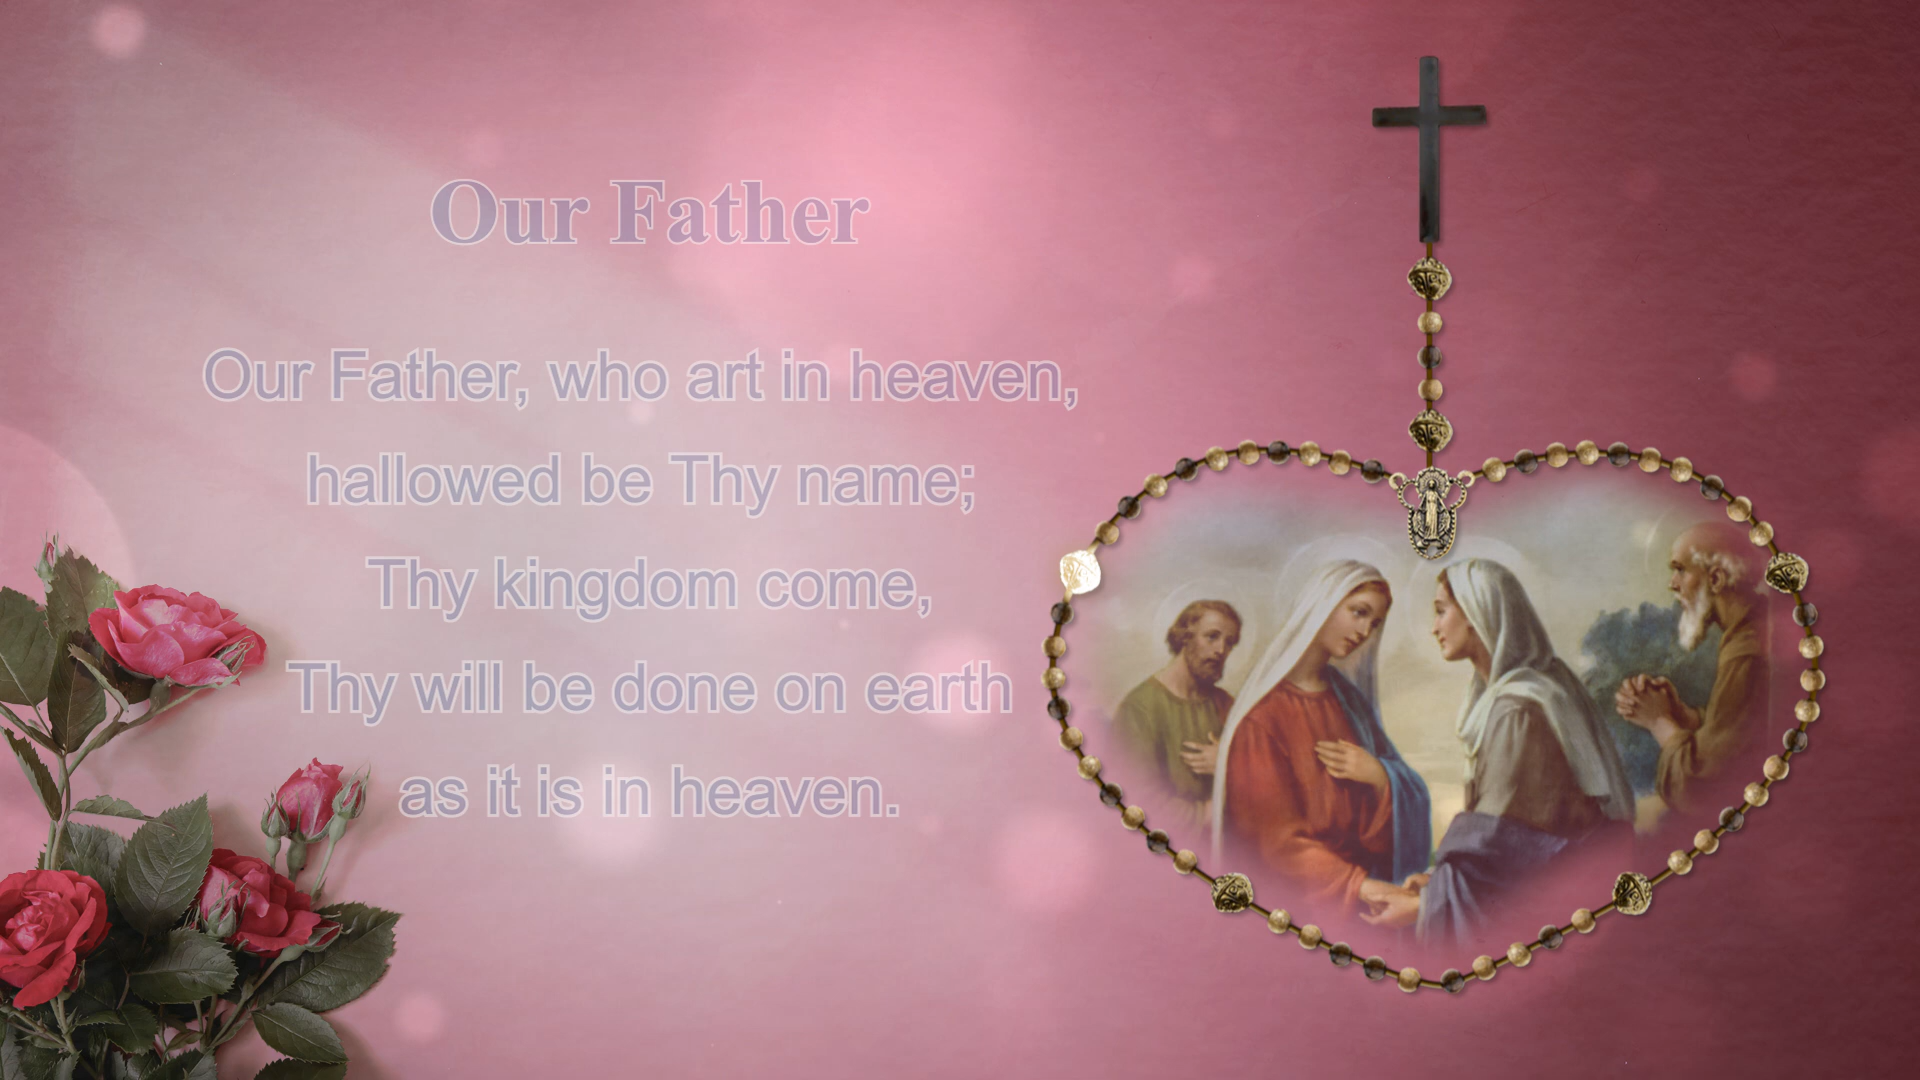 Our Father
Our Father, who art in heaven,
hallowed be Thy name;
Thy kingdom come,
Thy will be done on earth
as it is in heaven.